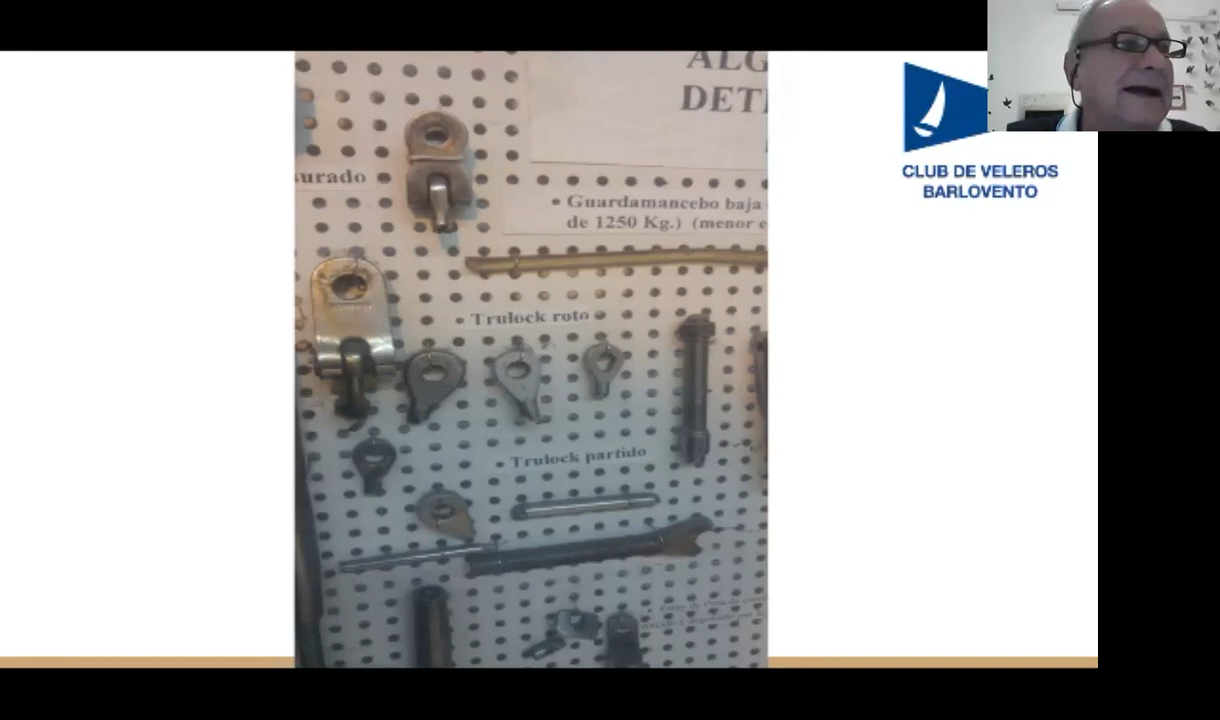 ALG
DET
surado
• Guardamancebo baja
de 1250 Kg.) (menor e
• Trulock roto
• Trulock partido
CLUB DE VELEROS
BARLOVENTO